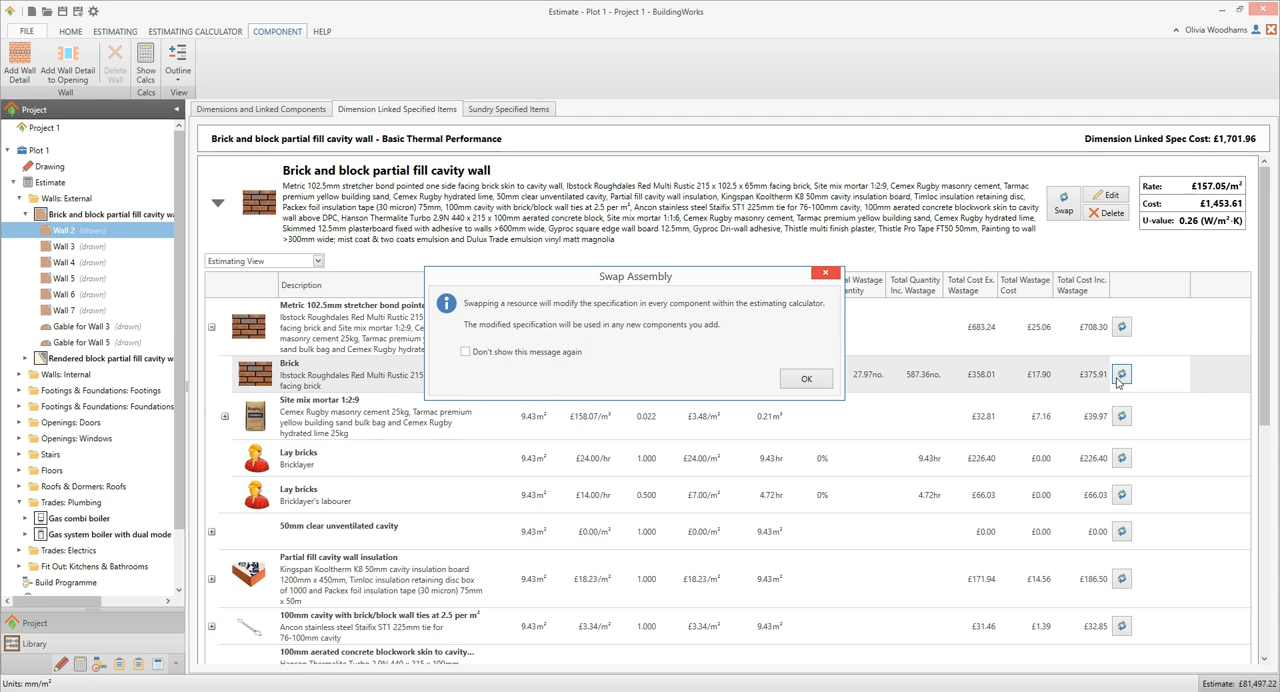 Estimate - Plot 1 - Project 1 - BuildingWorks
FILE HOME ESTIMATING ESTIMATING CALCULATOR COMPONENT HELP
Olivia Woodhams
Add Wall Detail
Add Wall Detail to Opening
Delete Wall
Show Calcs
Outline
Wall
Calcs
View
Project
Project 1
Plot 1
Drawing
Estimate
Walls: External
Brick and block partial fill cavity wa
Wall 2 (drawn)
Wall 3 (drawn)
Wall 4 (drawn)
Wall 5 (drawn)
Wall 6 (drawn)
Wall 7 (drawn)
Gable for Wall 3 (drawn)
Gable for Wall 5 (drawn)
Rendered block partial fill cavity w
Walls: Internal
Footings & Foundations: Footings
Footings & Foundations: Foundations
Openings: Doors
Openings: Windows
Stairs
Floors
Roofs & Dormers: Roofs
Trades: Plumbing
Gas combi boiler
Gas system boiler with dual mode
Trades: Electrics
Fit Out: Kitchens & Bathrooms
Build Programme
Project
Library
Units: mm/m²
Dimensions and Linked Components Dimension Linked Specified Items Sundry Specified Items
Brick and block partial fill cavity wall - Basic Thermal Performance
Dimension Linked Spec Cost: £1,701.96
Brick and block partial fill cavity wall
Metric 102.5mm stretcher bond pointed one side facing brick skin to cavity wall, Ibstock Roughdales Red Multi Rustic 215 x 102.5 x 65mm facing brick, Site mix mortar 1:2:9, Cemex Rugby masonry cement, Tarmac
premium yellow building sand, Cemex Rugby hydrated lime, 50mm clear unventilated cavity, Partial fill cavity wall insulation, Kingspan Kooltherm K8 50mm cavity insulation board, Timloc insulation retaining disc,
Packex foil insulation tape (30 micron) 75mm, 100mm cavity with brick/block wall ties at 2.5 per m², Ancon stainless steel Staifix ST1 225mm tie for 76-100mm cavity, 100mm aerated concrete blockwork skin to cavity
wall above DPC, Hanson Thermalite Turbo 2.9N 440 x 215 x 100mm aerated concrete block, Site mix mortar 1:1:6, Cemex Rugby masonry cement, Tarmac premium yellow building sand, Cemex Rugby hydrated lime,
Skimmed 12.5mm plasterboard fixed with adhesive to walls >600mm wide, Gyproc square edge wall board 12.5mm, Gyproc Dri-wall adhesive, Thistle multi finish plaster, Thistle Pro Tape FT50 50mm, Painting to wall
>300mm wide; mist coat & two coats emulsion and Dulux Trade emulsion vinyl matt magnolia
Swap
Edit
Delete
Rate: £157.05/m²
Cost: £1,453.61
U-value: 0.26 (W/m²·K)
Estimating View
Description
Total Quantity Inc. Wastage
Total Cost Ex. Wastage
Total Wastage Cost
Total Cost Inc. Wastage
Metric 102.5mm stretcher bond pointe
Ibstock Roughdales Red Multi Rustic 215
facing brick and Site mix mortar 1:2:9, Ce
masonry cement 25kg, Tarmac premium
sand bulk bag and Cemex Rugby hydrate
£683.24 £25.06 £708.30
Brick
Ibstock Roughdales Red Multi Rustic 215
facing brick
27.97no. 587.36no. £358.01 £17.90 £375.91
Site mix mortar 1:2:9
Cemex Rugby masonry cement 25kg, Tarmac premium
yellow building sand bulk bag and Cemex Rugby
hydrated lime 25kg
9.43m² £158.07/m² 0.022 £3.48/m² 0.21m³ £32.81 £7.16 £39.97
Lay bricks
Bricklayer
9.43m² £24.00/hr 1.000 £24.00/m² 9.43hr 0% 9.43hr £226.40 £0.00 £226.40
Lay bricks
Bricklayer's labourer
9.43m² £14.00/hr 0.500 £7.00/m² 4.72hr 0% 4.72hr £66.03 £0.00 £66.03
50mm clear unventilated cavity
9.43m² £0.00/m² 1.000 £0.00/m² 9.43m² £0.00 £0.00 £0.00
Partial fill cavity wall insulation
Kingspan Kooltherm K8 50mm cavity insulation board
1200mm x 450mm, Timloc insulation retaining disc box
of 1000 and Packex foil insulation tape (30 micron) 75mm
x 50m
9.43m² £18.23/m² 1.000 £18.23/m² 9.43m² £171.94 £14.56 £186.50
100mm cavity with brick/block wall ties at 2.5 per m²
Ancon stainless steel Staifix ST1 225mm tie for
76-100mm cavity
9.43m² £3.34/m² 1.000 £3.34/m² 9.43m² £31.46 £1.39 £32.85
100mm aerated concrete blockwork skin to cavity...
Swap Assembly
Swapping a resource will modify the specification in every component within the estimating calculator.
The modified specification will be used in any new components you add.
Don't show this message again
OK
Estimate: £81,497.22